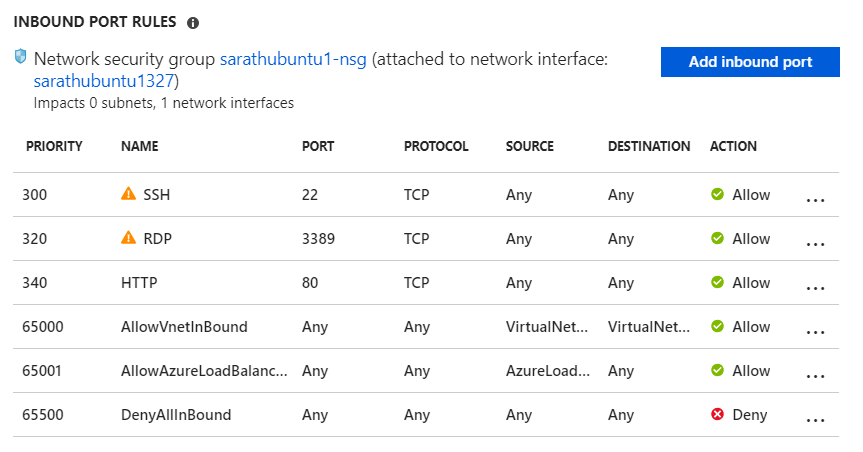 INBOUND PORT RULES
Network security group sarathubuntu1-nsg (attached to network interface:
sarathubuntu1327)
Impacts 0 subnets, 1 network interfaces
Add inbound port
PRIORITY NAME PORT PROTOCOL SOURCE DESTINATION ACTION
300 SSH 22 TCP Any Any Allow ...
320 RDP 3389 TCP Any Any Allow ...
340 HTTP 80 TCP Any Any Allow ...
65000 AllowVnetInBound Any Any VirtualNet... VirtualNet... Allow ...
65001 AllowAzureLoadBalanc... Any Any AzureLoad... Any Allow ...
65500 DenyAllInBound Any Any Any Any Deny ...